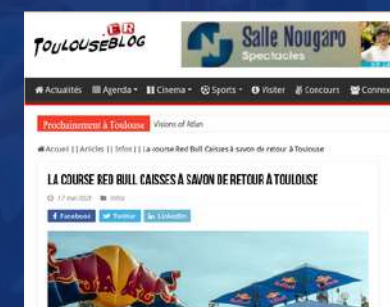 .FR
TOULOUSEBLOG
Salle Nougaro
Spectacles
Actualités Agenda Cinema Sports Visiter Concours Connex
Prochainement à Toulouse Visions of Atlan
Accueil || Articles || Infos || La course Red Bull Caisses à savon de retour à Toulouse
LA COURSE RED BULL CAISSES À SAVON DE RETOUR À TOULOUSE
17 mai Infos
Facebook Twitter LinkedIn